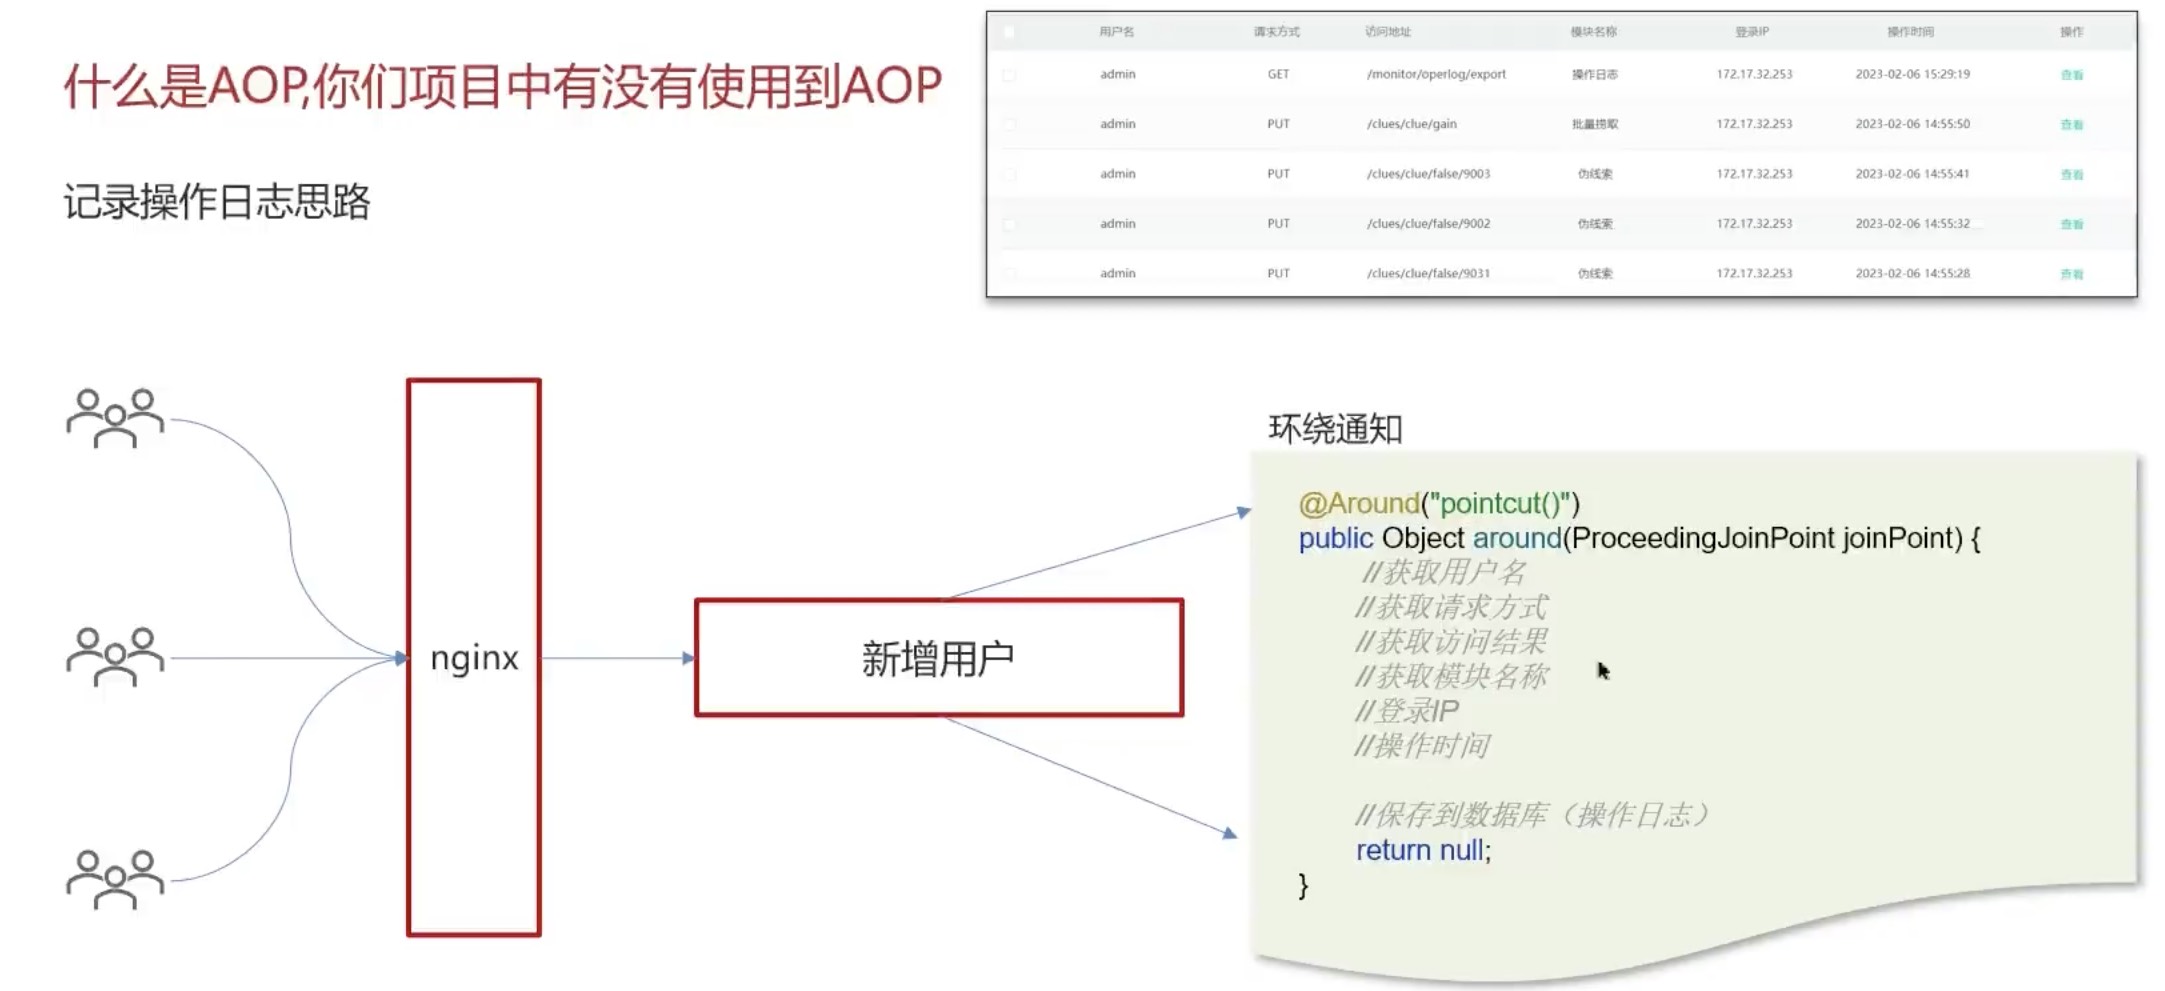 什么是AOP,你们项目中有没有使用到AOP
记录操作日志思路
用户名 请求方式 访问地址 模块名称 登录IP 操作时间 操作
admin GET /monitor/operlog/export 操作日志 172.17.32.253 2023-02-06 15:29:19 查看
admin PUT /clues/clue/gain 批量捞取 172.17.32.253 2023-02-06 14:55:50 查看
admin PUT /clues/clue/false/9003 伪线索 172.17.32.253 2023-02-06 14:55:41 查看
admin PUT /clues/clue/false/9002 伪线索 172.17.32.253 2023-02-06 14:55:32 查看
admin PUT /clues/clue/false/9031 伪线索 172.17.32.253 2023-02-06 14:55:28 查看
nginx
新增用户
环绕通知
@Around("pointcut()")
public Object around(ProceedingJoinPoint joinPoint) {
//获取用户名
//获取请求方式
//获取访问结果
//获取模块名称
//登录IP
//操作时间
//保存到数据库（操作日志）
return null;
}